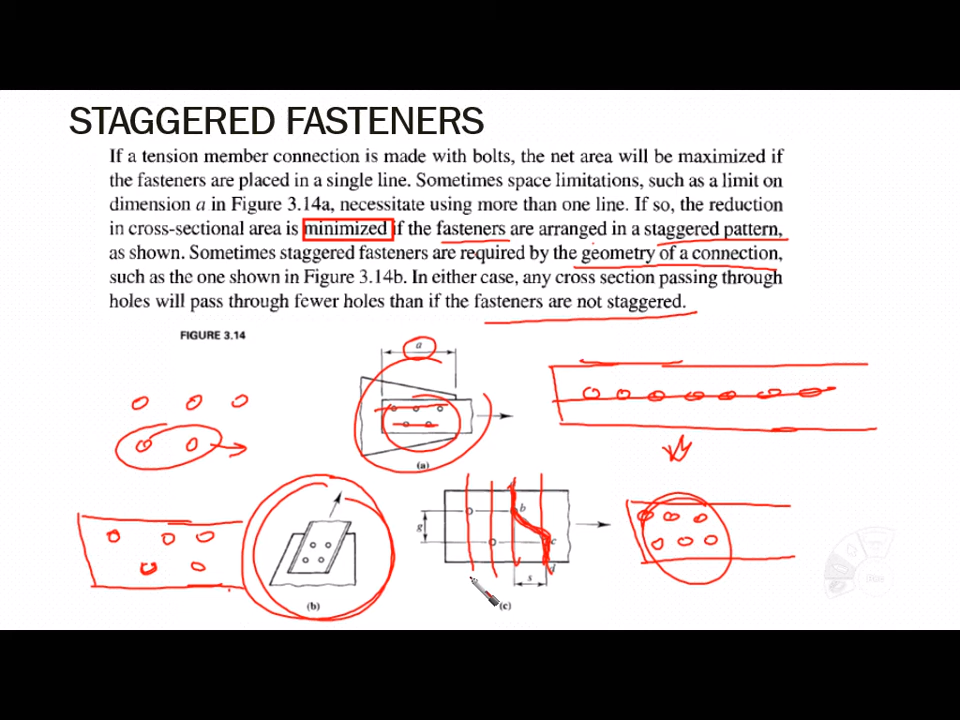 STAGGERED FASTENERS
If a tension member connection is made with bolts, the net area will be maximized if
the fasteners are placed in a single line. Sometimes space limitations, such as a limit on
dimension a in Figure 3.14a, necessitate using more than one line. If so, the reduction
in cross-sectional area is minimized if the fasteners are arranged in a staggered pattern,
as shown. Sometimes staggered fasteners are required by the geometry of a connection,
such as the one shown in Figure 3.14b. In either case, any cross section passing through
holes will pass through fewer holes than if the fasteners are not staggered.
FIGURE 3.14
a
(a)
g
b
c
d
s
(b)
(c)